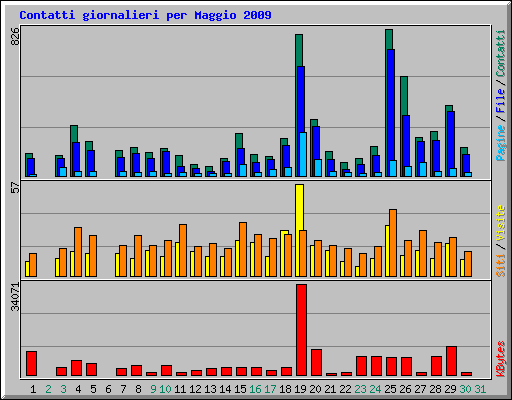 Contatti giornalieri per Maggio 2009
826
Pagine / File / Contatti
57
Siti / Visite
34071
KBytes
1 2 3 4 5 6 7 8 9 10 11 12 13 14 15 16 17 18 19 20 21 22 23 24 25 26 27 28 29 30 31